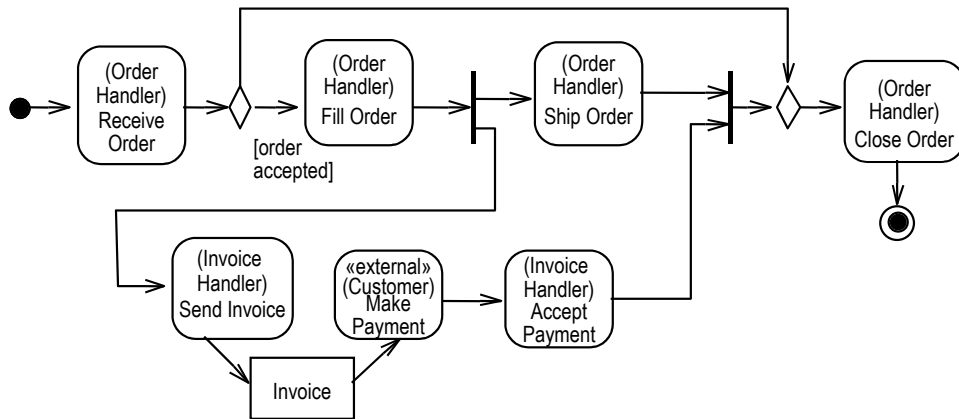 (Order
Handler)
Receive
Order
(Order
Handler)
Fill Order
[order
accepted]
(Order
Handler)
Ship Order
(Order
Handler)
Close Order
(Invoice
Handler)
Send Invoice
«external»
(Customer)
Make
Payment
(Invoice
Handler)
Accept
Payment
Invoice